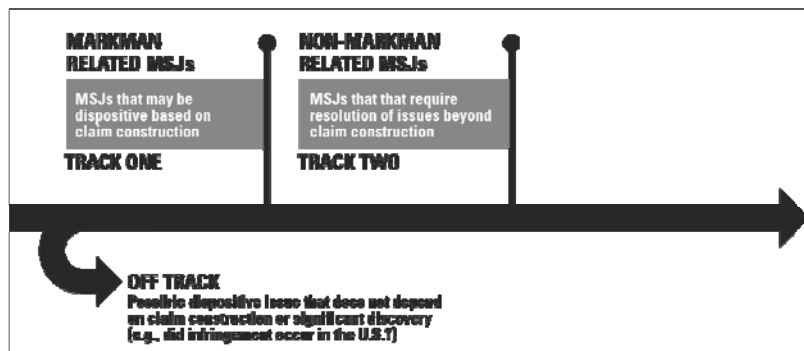 MARKMAN
RELATED MSJs
MSJs that may be
dispositive based on
claim construction
TRACK ONE
NON-MARKMAN
RELATED MSJs
MSJs that that require
resolution of issues beyond
claim construction
TRACK TWO
OFF TRACK
Possible dispositive issue that does not depend
on claim construction or significant discovery
(e.g., did infringement occur in the U.S.?)